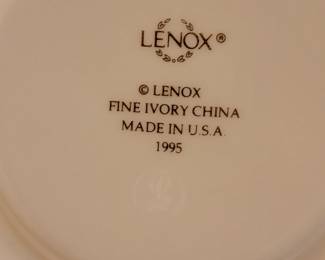 LENOX®
© LENOX
FINE IVORY CHINA
MADE IN U.S.A.
1995